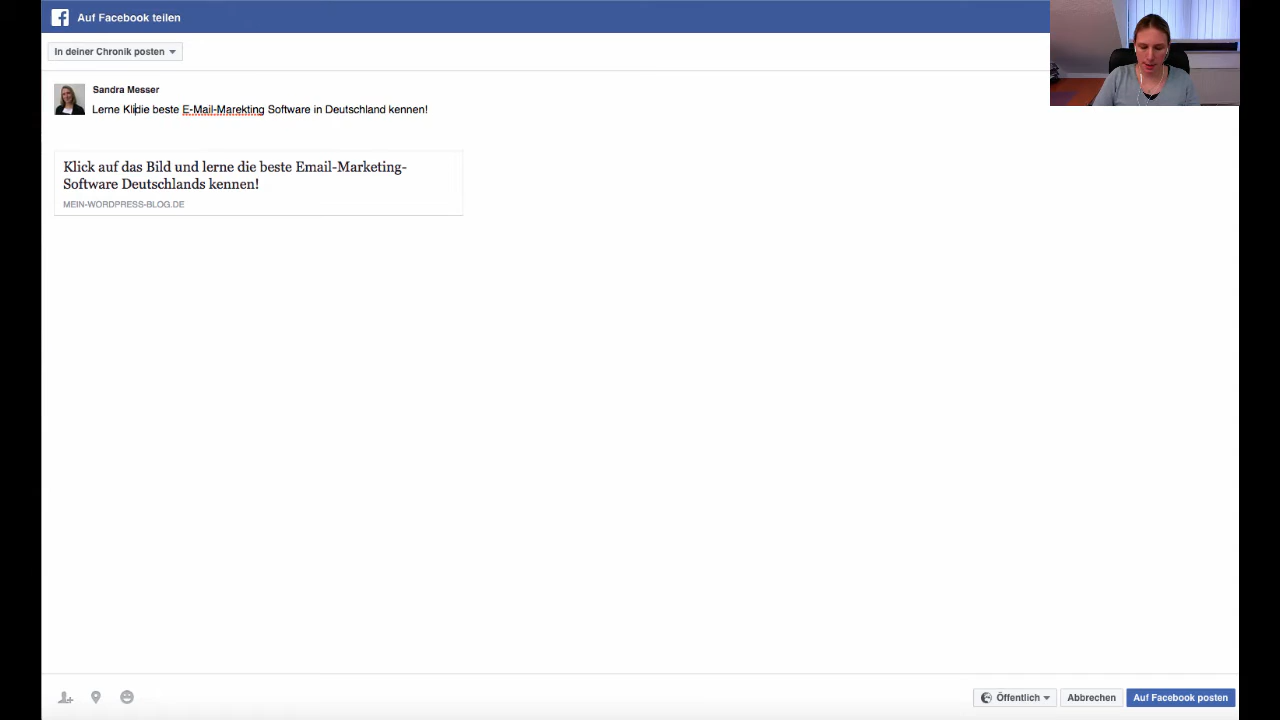 Auf Facebook teilen
In deiner Chronik posten
Sandra Messer
Lerne Klidie beste E-Mail-Marekting Software in Deutschland kennen!
Klick auf das Bild und lerne die beste Email-Marketing-
Software Deutschlands kennen!
MEIN-WORDPRESS-BLOG.DE
Öffentlich Abbrechen Auf Facebook posten